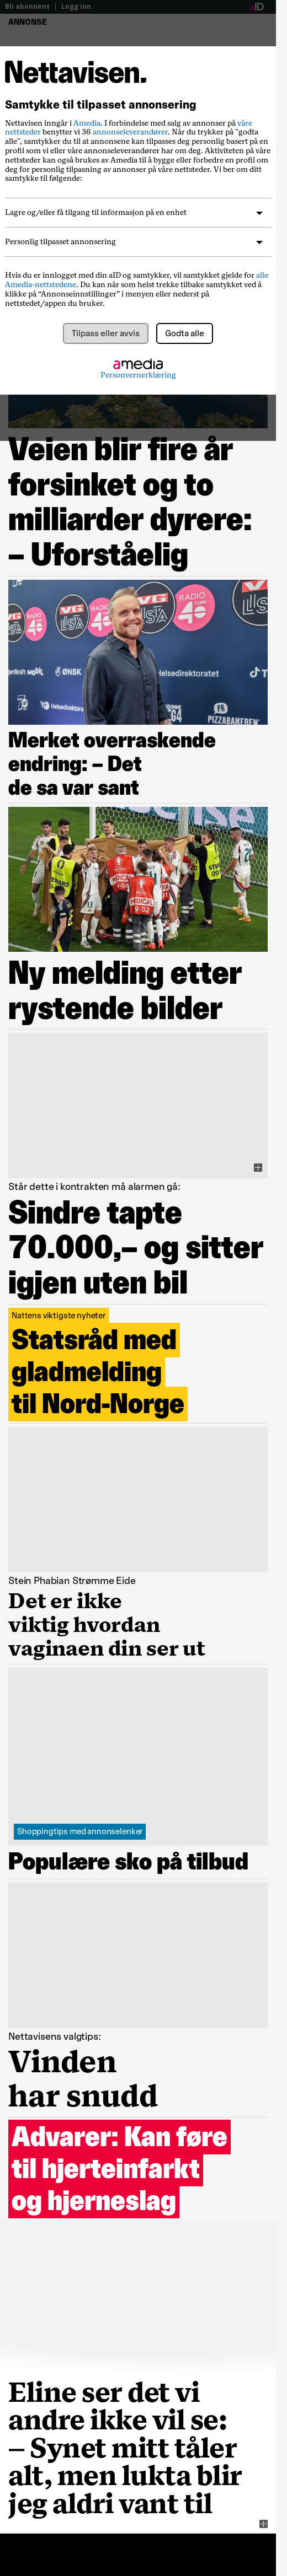 Bli abonnent | Logg inn
aID
ANNONSE
Nettavisen.
Samtykke til tilpasset annonsering
Nettavisen inngår i Amedia. I forbindelse med salg av annonser på våre
nettsteder benytter vi 36 annonseleverandører. Når du trykker på "godta
alle", samtykker du til at annonsene kan tilpasses deg personlig basert på en
profil som vi eller våre annonseleverandører har om deg. Aktiviteten på våre
nettsteder kan også brukes av Amedia til å bygge eller forbedre en profil om
deg for personlig tilpasning av annonser på våre nettsteder. Vi ber om ditt
samtykke til følgende:
Lagre og/eller få tilgang til informasjon på en enhet
Personlig tilpasset annonsering
Hvis du er innlogget med din aID og samtykker, vil samtykket gjelde for alle
Amedia-nettstedene. Du kan når som helst trekke tilbake samtykket ved å
klikke på “Annonseinnstillinger” i menyen eller nederst på
nettstedet/appen du bruker.
Tilpass eller avvis
Godta alle
amedia
Personvernerklæring
Veien blir fire år
forsinket og to
milliarder dyrere:
– Uforståelig
VG
LISTA
RADIO
ØNSK
Helsedirektoratet
PIZZABAKEREN
Merket overraskende
endring: – Det
de sa var sant
13
MEDICAL
9-02
Ny melding etter
rystende bilder
Står dette i kontrakten må alarmen gå:
Sindre tapte
70.000,– og sitter
igjen uten bil
Nattens viktigste nyheter
Statsråd med
gladmelding
til Nord-Norge
Stein Phabian Strømme Eide
Det er ikke
viktig hvordan
vaginaen din ser ut
Shoppingtips med annonselenker
Populære sko på tilbud
Nettavisens valgtips:
Vinden
har snudd
Advarer: Kan føre
til hjerteinfarkt
og hjerneslag
Eline ser det vi
andre ikke vil se:
– Synet mitt tåler
alt, men lukta blir
jeg aldri vant til